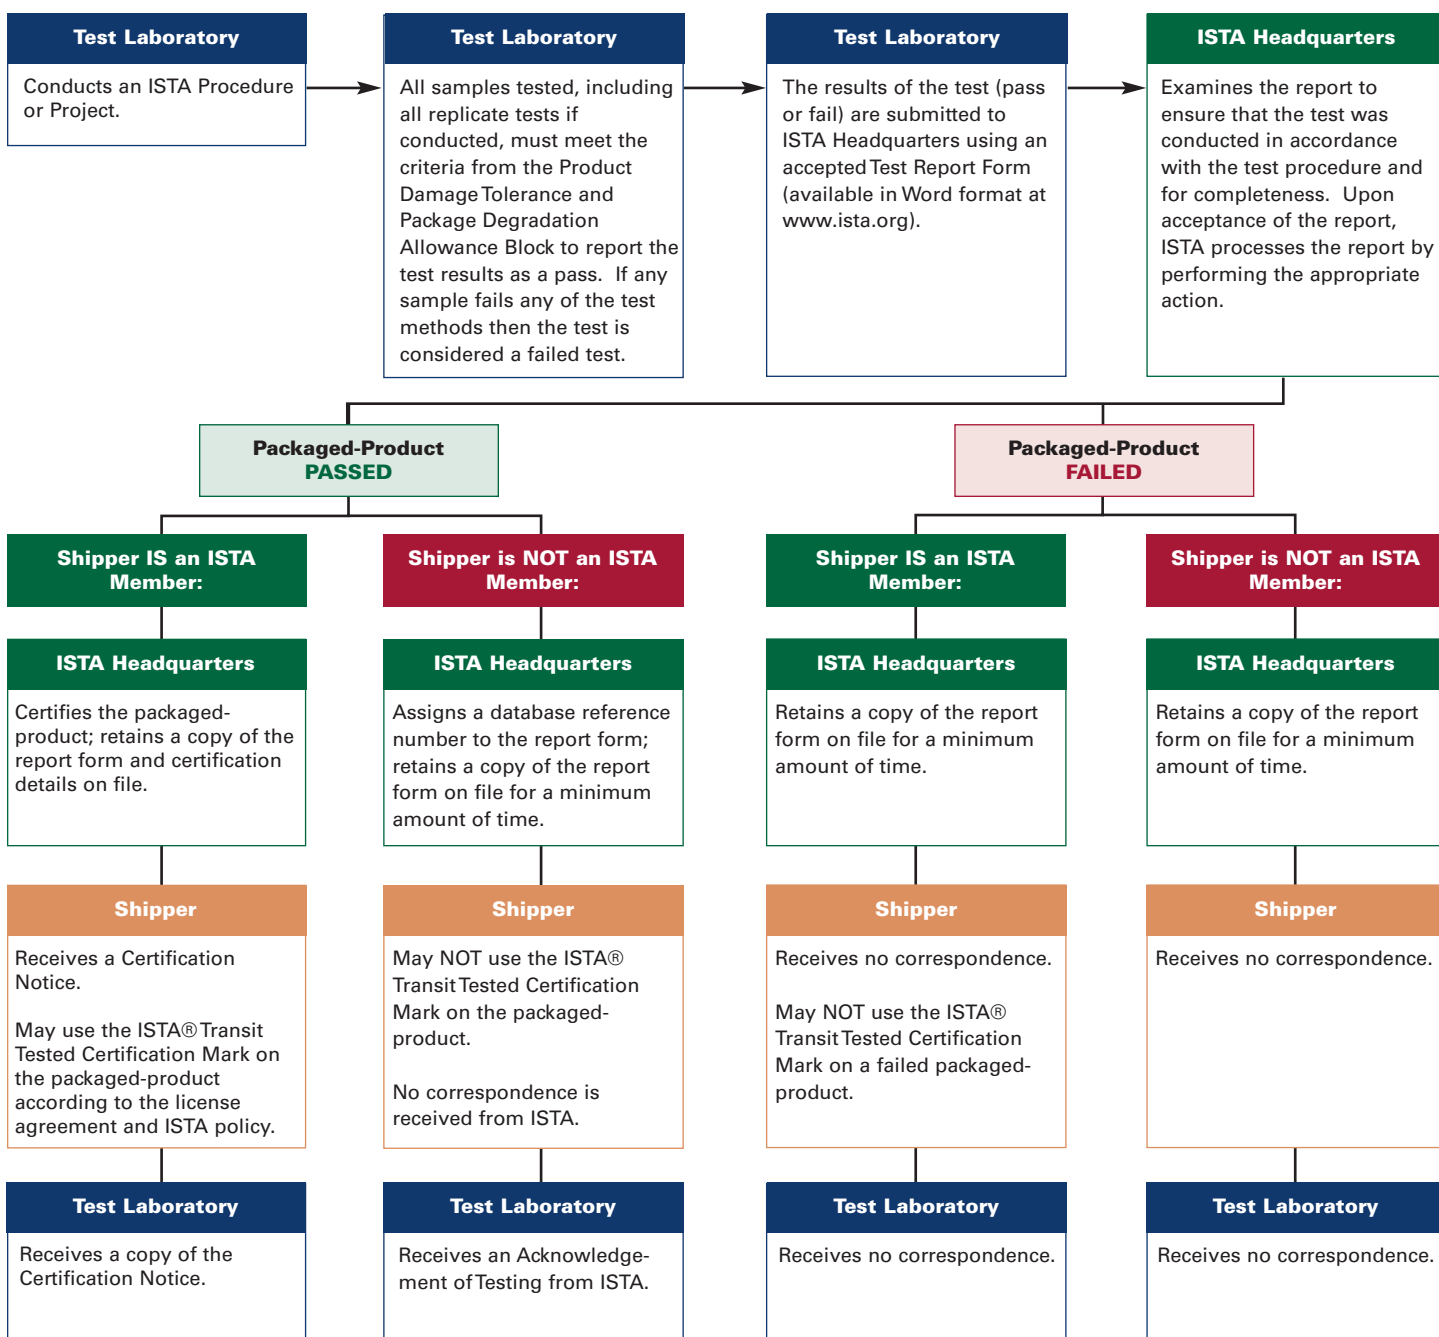 Test Laboratory
Conducts an ISTA Procedure
or Project.
Test Laboratory
All samples tested, including
all replicate tests if
conducted, must meet the
criteria from the Product
Damage Tolerance and
Package Degradation
Allowance Block to report the
test results as a pass. If any
sample fails any of the test
methods then the test is
considered a failed test.
Test Laboratory
The results of the test (pass
or fail) are submitted to
ISTA Headquarters using an
accepted Test Report Form
(available in Word format at
www.ista.org).
ISTA Headquarters
Examines the report to
ensure that the test was
conducted in accordance
with the test procedure and
for completeness. Upon
acceptance of the report,
ISTA processes the report by
performing the appropriate
action.
Packaged-Product
PASSED
Packaged-Product
FAILED
Shipper IS an ISTA
Member:
ISTA Headquarters
Certifies the packaged-
product; retains a copy of the
report form and certification
details on file.
Shipper
Receives a Certification
Notice.
May use the ISTA® Transit
Tested Certification Mark on
the packaged-product
according to the license
agreement and ISTA policy.
Test Laboratory
Receives a copy of the
Certification Notice.
Shipper is NOT an ISTA
Member:
ISTA Headquarters
Assigns a database reference
number to the report form;
retains a copy of the report
form on file for a minimum
amount of time.
Shipper
May NOT use the ISTA®
Transit Tested Certification
Mark on the packaged-
product.
No correspondence is
received from ISTA.
Test Laboratory
Receives an Acknowledge-
ment of Testing from ISTA.
Shipper IS an ISTA
Member:
ISTA Headquarters
Retains a copy of the report
form on file for a minimum
amount of time.
Shipper
Receives no correspondence.
May NOT use the ISTA®
Transit Tested Certification
Mark on a failed packaged-
product.
Test Laboratory
Receives no correspondence.
Shipper is NOT an ISTA
Member:
ISTA Headquarters
Retains a copy of the report
form on file for a minimum
amount of time.
Shipper
Receives no correspondence.
Test Laboratory
Receives no correspondence.